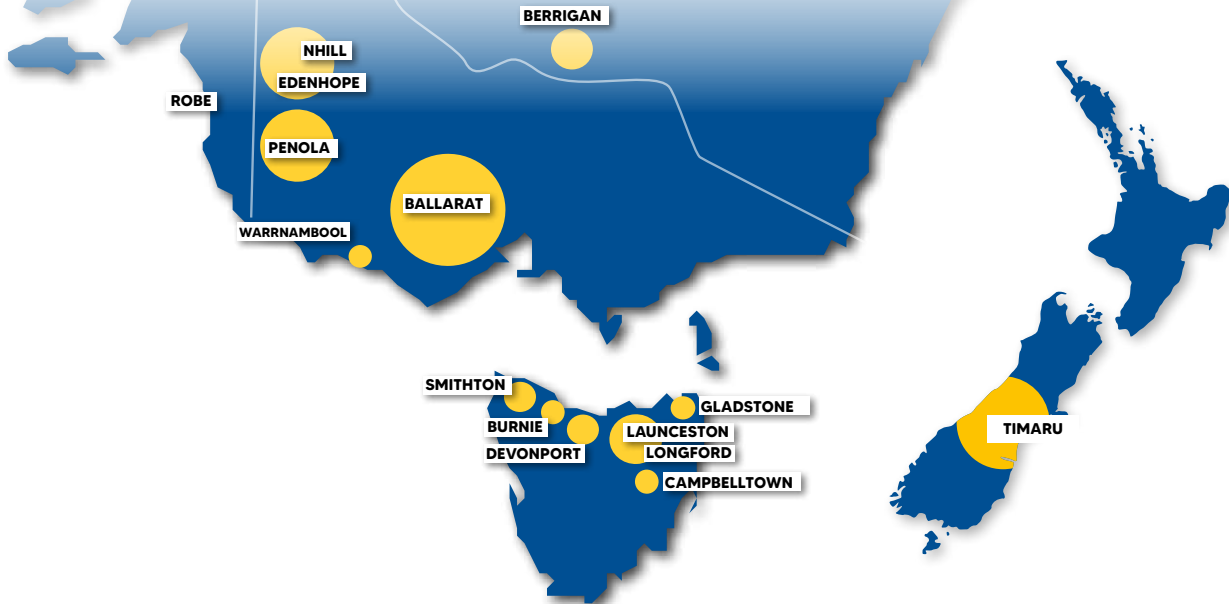 BERRIGAN
NHILL
EDENHOPE
ROBE
PENOLA
BALLARAT
WARRNAMBOOL
SMITHTON
GLADSTONE
BURNIE
LAUNCESTON
DEVONPORT
LONGFORD
CAMPBELLTOWN
TIMARU